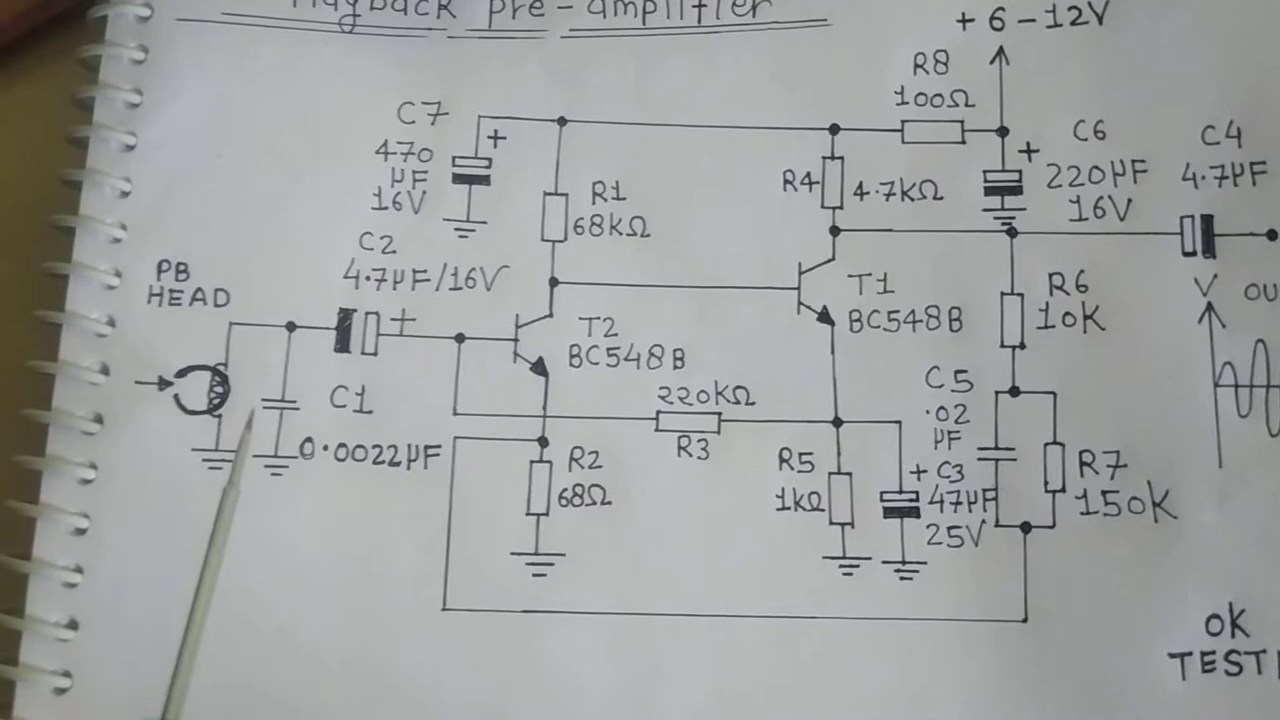 Playback pre-amplifier
+ 6 - 12V
R8
100Ω
C7
+
470
µF
16V
R1
68KΩ
R4
4.7KΩ
+
C6
220µF
16V
C4
4.7µF
C2
4.7µF/16V
+
PB
HEAD
T2
BC548B
T1
BC548B
R6
10K
V
OU
C1
0.0022µF
220KΩ
R3
C5
.02
µF
R2
68Ω
R5
1KΩ
+ C3
47µF
25V
R7
150K
OK
TESTE